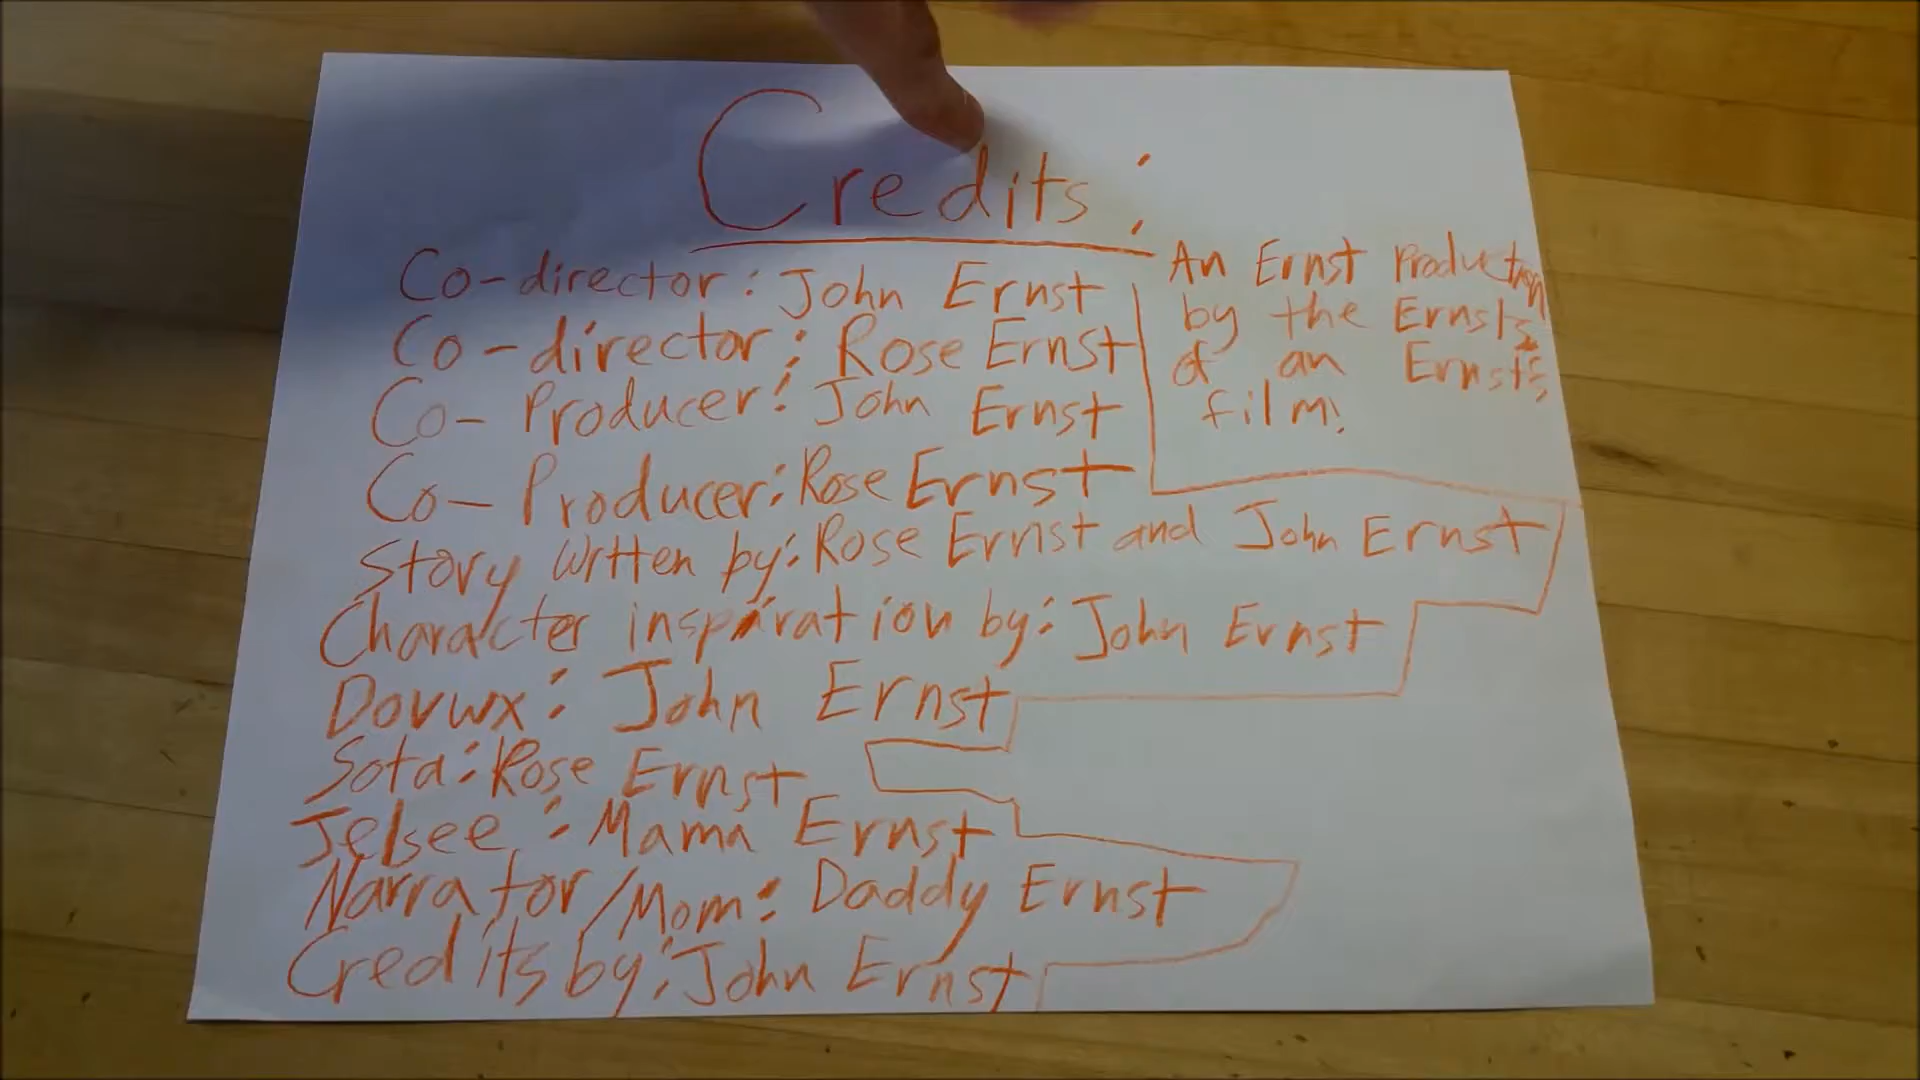 Credits:
Co-director: John Ernst
Co-director: Rose Ernst
Co-Producer: John Ernst
Co-Producer: Rose Ernst
Story written by: Rose Ernst and John Ernst
Character inspiration by: John Ernst
Dovwx: John Ernst
Sota: Rose Ernst
Jelsee: Mama Ernst
Narrator/Mom: Daddy Ernst
Credits by: John Ernst
An Ernst Production
by the Ernsts
of an Ernsts
film!